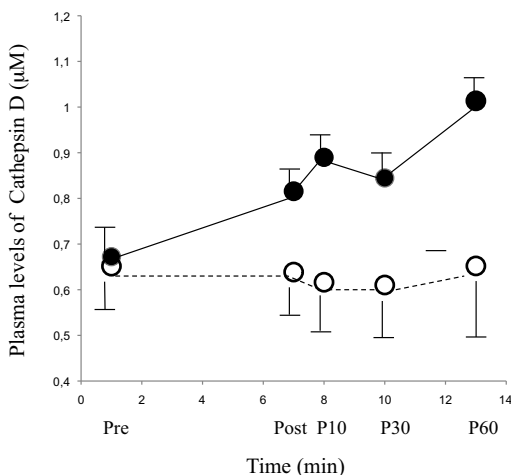 Plasma levels of Cathepsin D (μM)
1,2
1,1
1
0,9
0,8
0,7
0,6
0,5
0,4
0 2 4 6 8 10 12 14
Pre Post P10 P30 P60
Time (min)